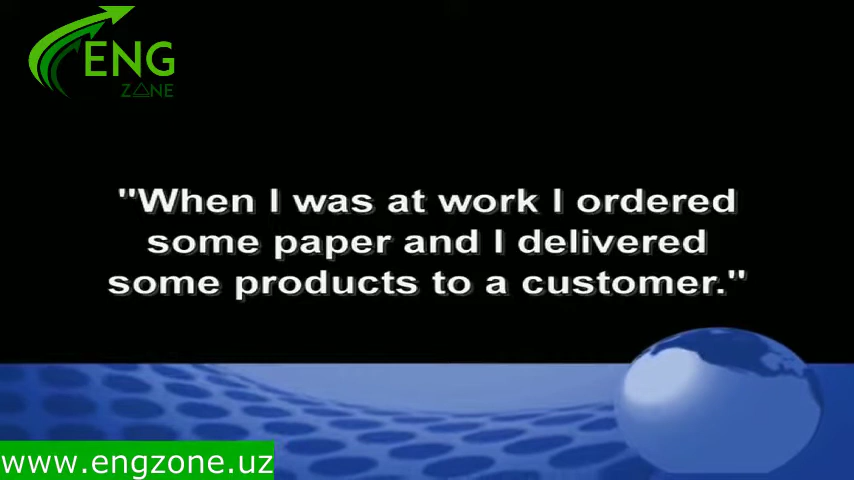 ENG
ZONE
"When I was at work I ordered
some paper and I delivered
some products to a customer."
www.engzone.uz